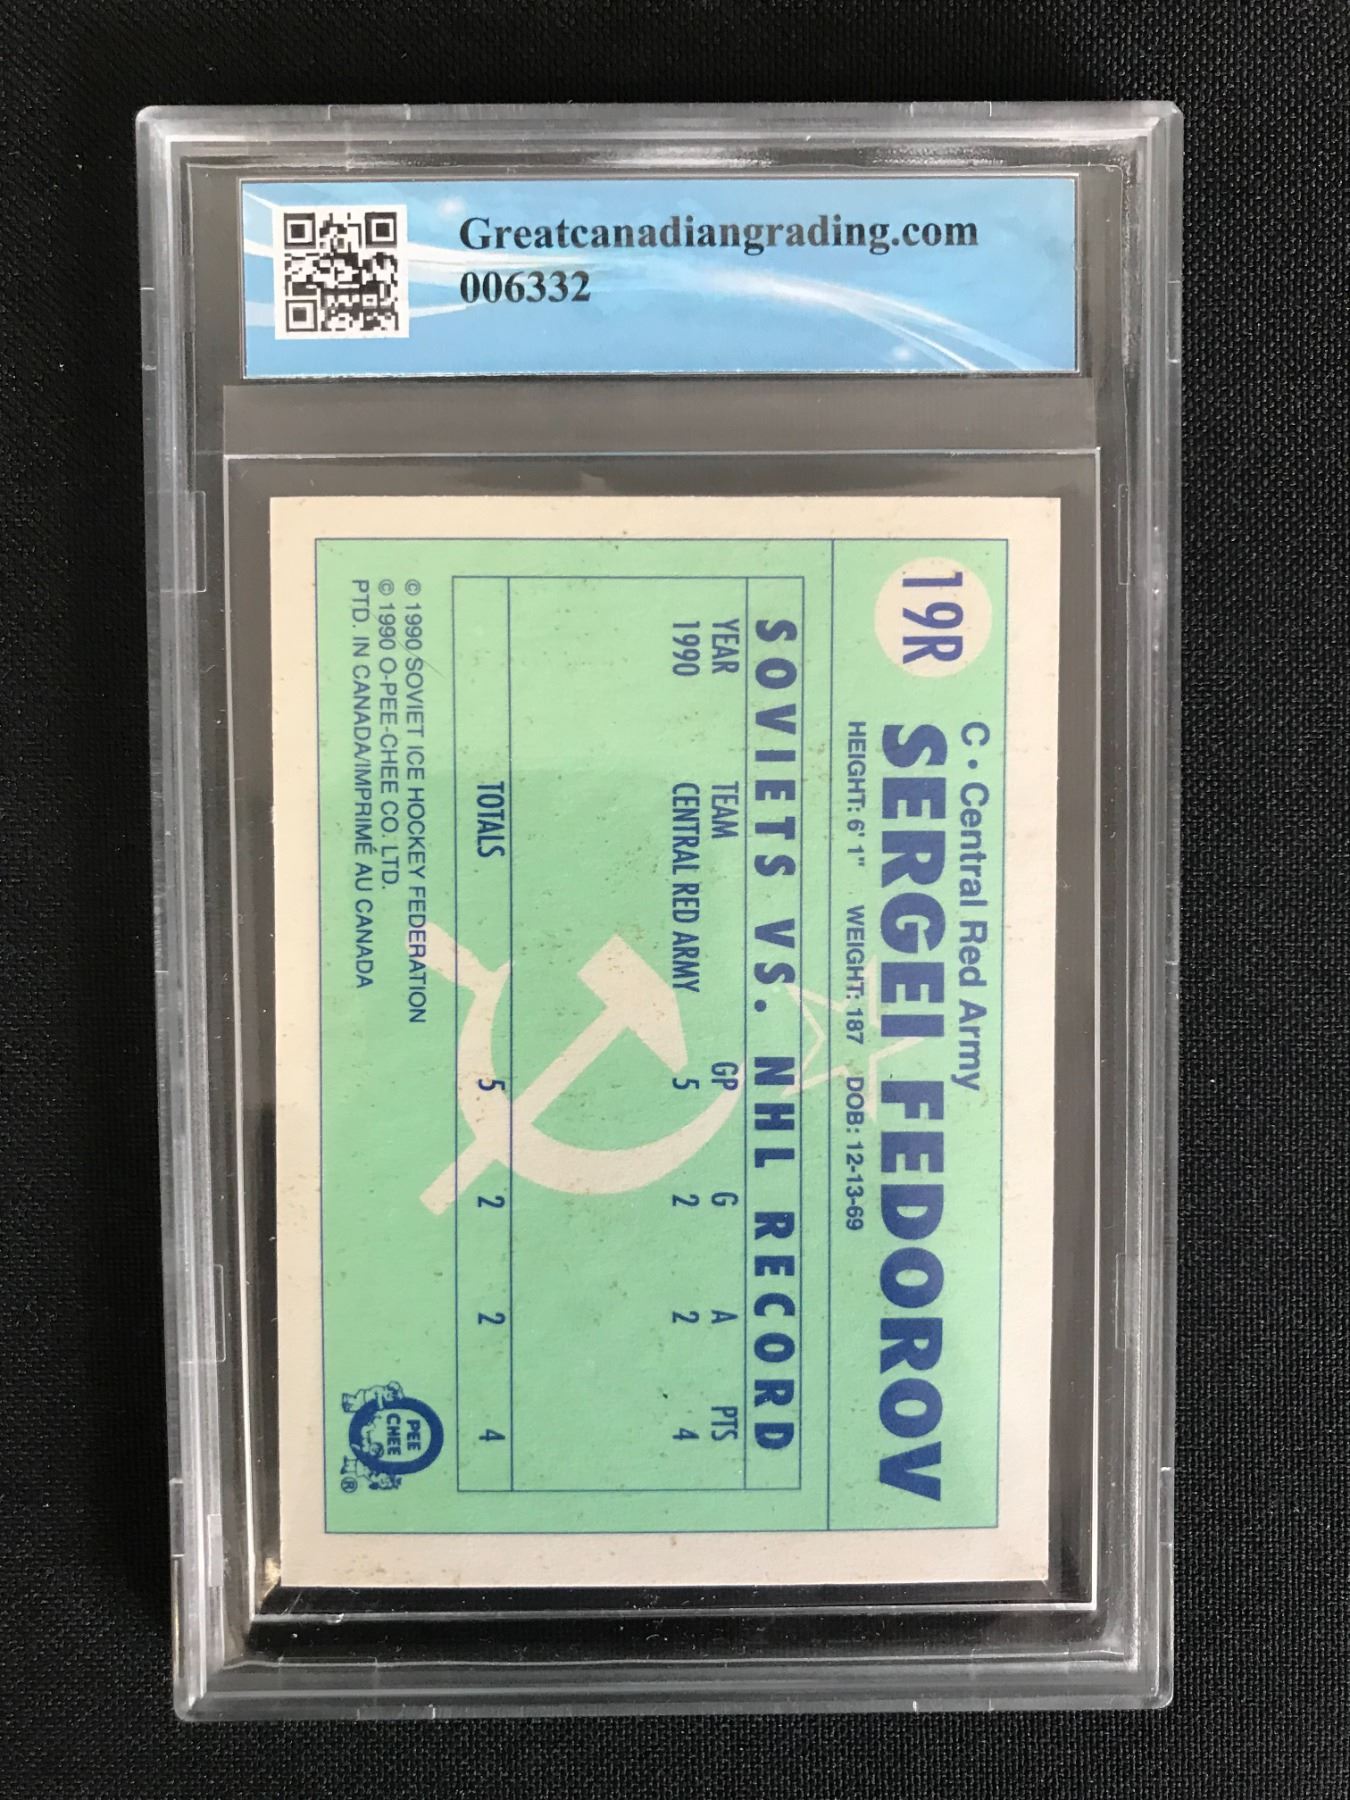 Greatcanadiangrading.com
006332
19R
C • Central Red Army
SERGEI FEDOROV
HEIGHT: 6' 1" WEIGHT: 187 DOB: 12-13-69
SOVIETS VS. NHL RECORD
YEAR TEAM GP G A PTS
1990 CENTRAL RED ARMY 5 2 2 4
TOTALS 5 2 2 4
© 1990 SOVIET ICE HOCKEY FEDERATION
© 1990 O-PEE-CHEE CO. LTD.
PTD. IN CANADA/IMPRIMÉ AU CANADA
O
PEE
CHEE
®